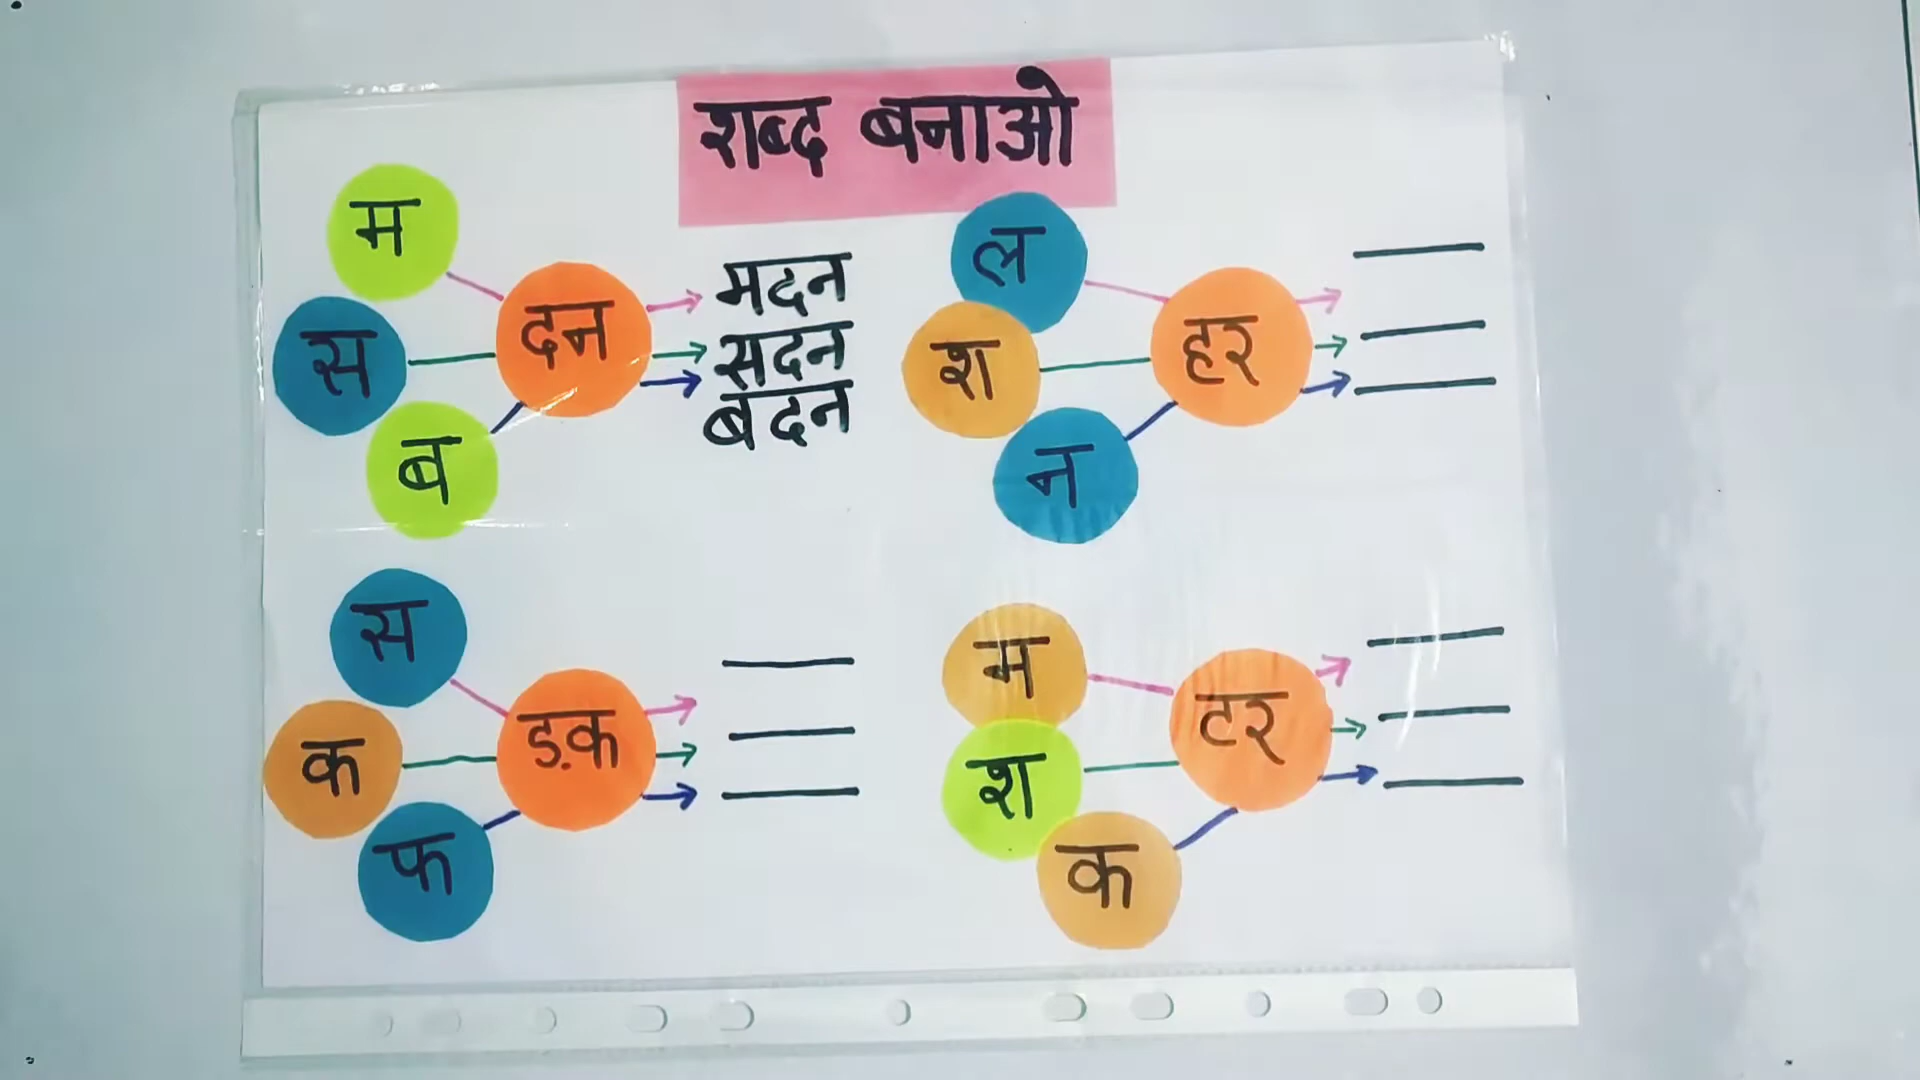 शब्द बनाओ
म
स
ब
दन
मदन
सदन
बदन
ल
श
न
हर
स
क
फ
ड़क
म
श
क
टर